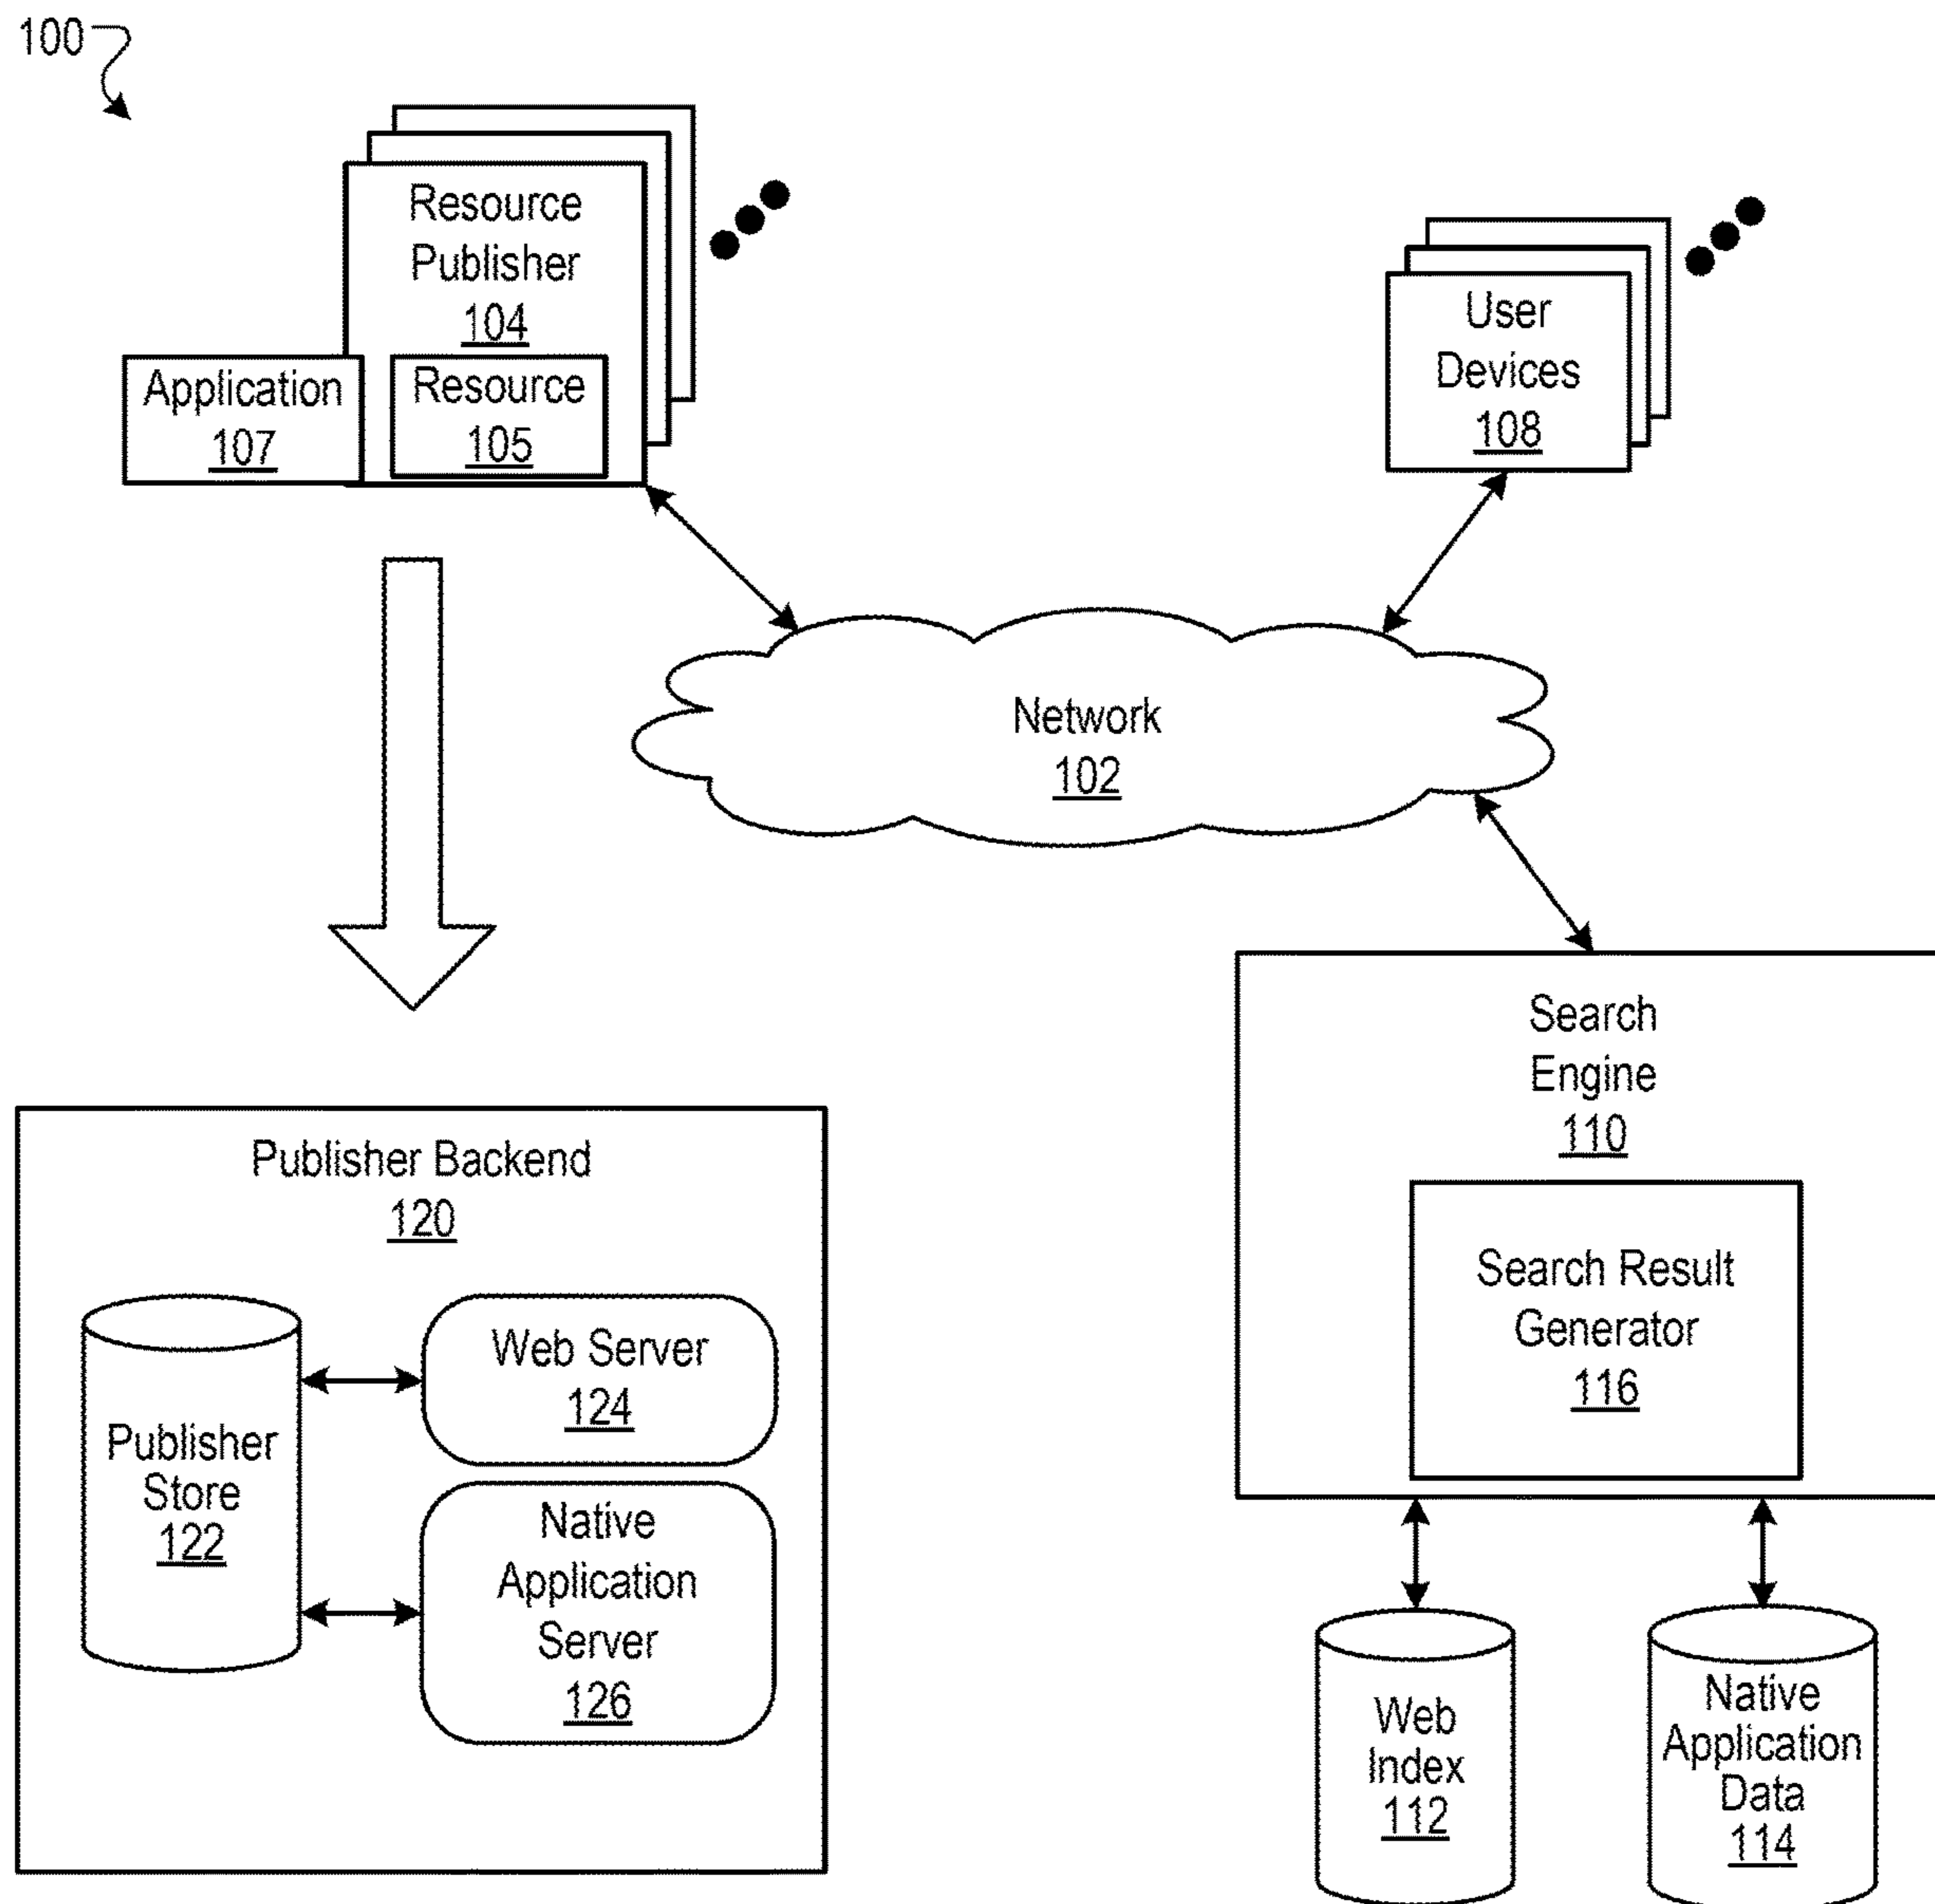 100
Resource
Publisher
104
Application
107
Resource
105
User
Devices
108
Network
102
Search
Engine
110
Search Result
Generator
116
Publisher Backend
120
Publisher
Store
122
Web Server
124
Native
Application
Server
126
Web
Index
112
Native
Application
Data
114